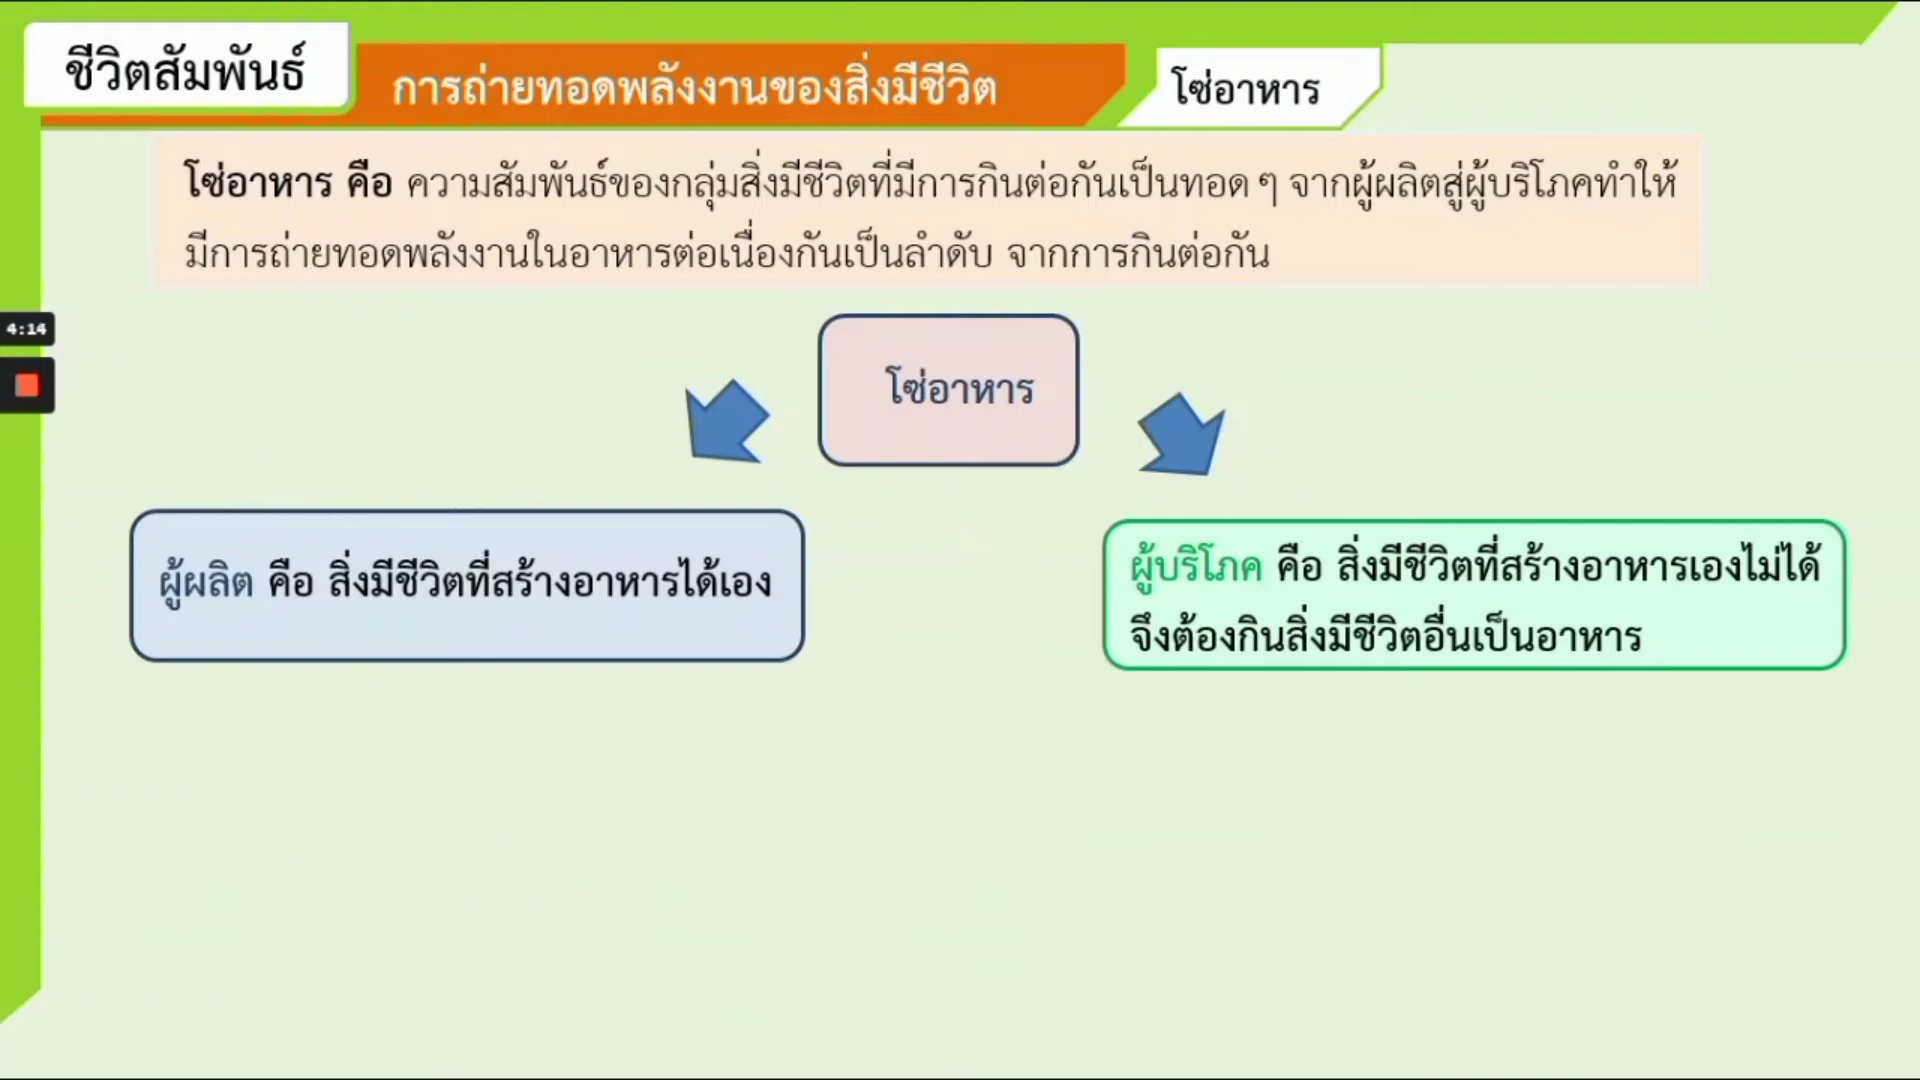 ชีวิตสัมพันธ์
การถ่ายทอดพลังงานของสิ่งมีชีวิต
โซ่อาหาร
โซ่อาหาร คือ ความสัมพันธ์ของกลุ่มสิ่งมีชีวิตที่มีการกินต่อกันเป็นทอด ๆ จากผู้ผลิตสู่ผู้บริโภคทำให้
มีการถ่ายทอดพลังงานในอาหารต่อเนื่องกันเป็นลำดับ จากการกินต่อกัน
4:14
โซ่อาหาร
ผู้ผลิต คือ สิ่งมีชีวิตที่สร้างอาหารได้เอง
ผู้บริโภค คือ สิ่งมีชีวิตที่สร้างอาหารเองไม่ได้
จึงต้องกินสิ่งมีชีวิตอื่นเป็นอาหาร